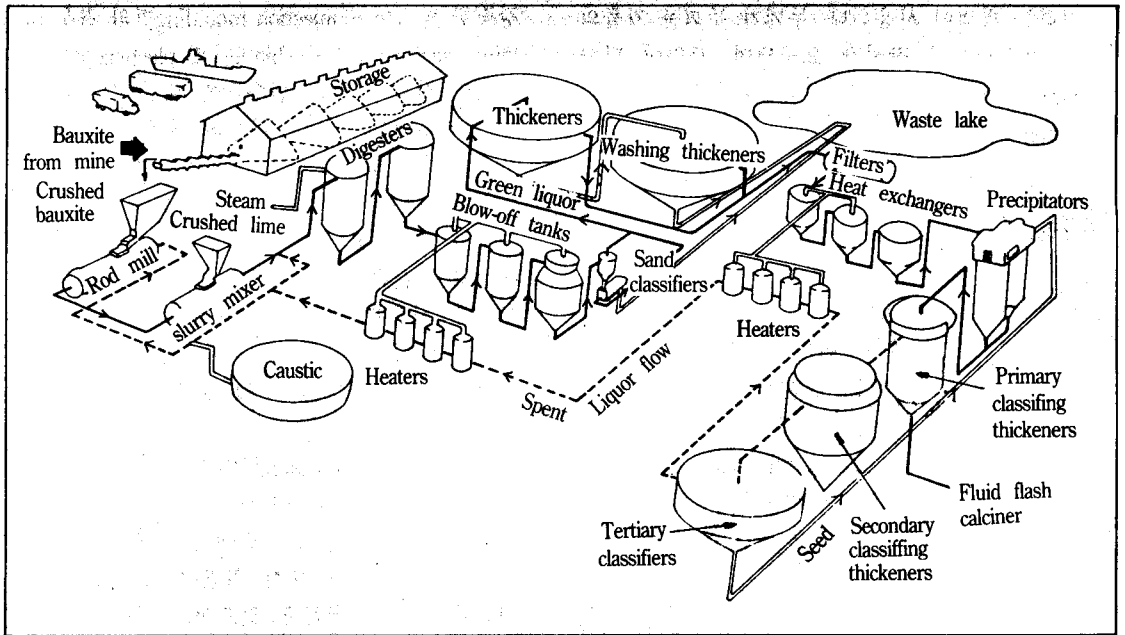 Storage
Bauxite
from mine
Crushed
bauxite
Steam
Crushed lime
Digesters
Rod mill
slurry mixer
Caustic
Thickeners
Washing thickeners
Green liquor
Blow-off tanks
Sand
classifiers
Heaters
Spent
Liquor flow
Waste lake
Filters
Heat exchangers
Precipitators
Heaters
Primary
classifing
thickeners
Fluid flash
calciner
Secondary
classiffing
thickeners
Tertiary
classifiers
Seed